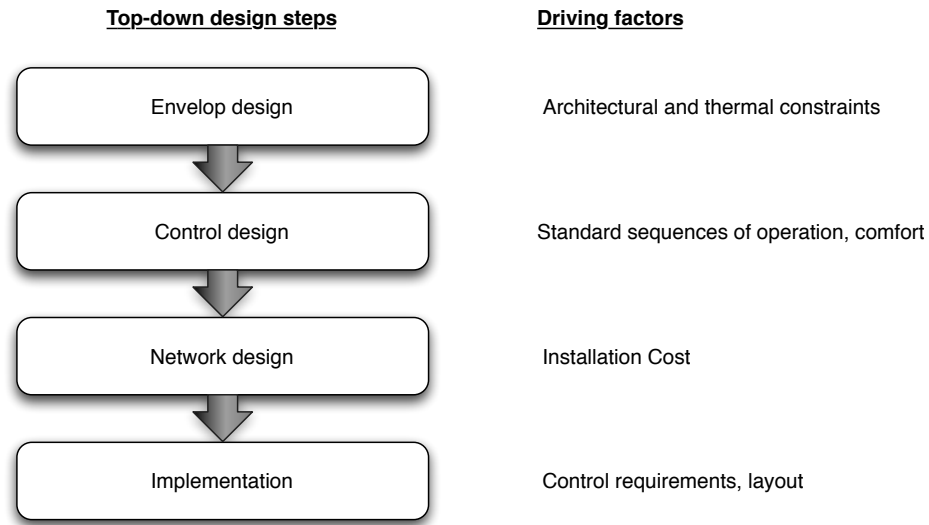 Top-down design steps
Driving factors
Envelop design
Architectural and thermal constraints
Control design
Standard sequences of operation, comfort
Network design
Installation Cost
Implementation
Control requirements, layout